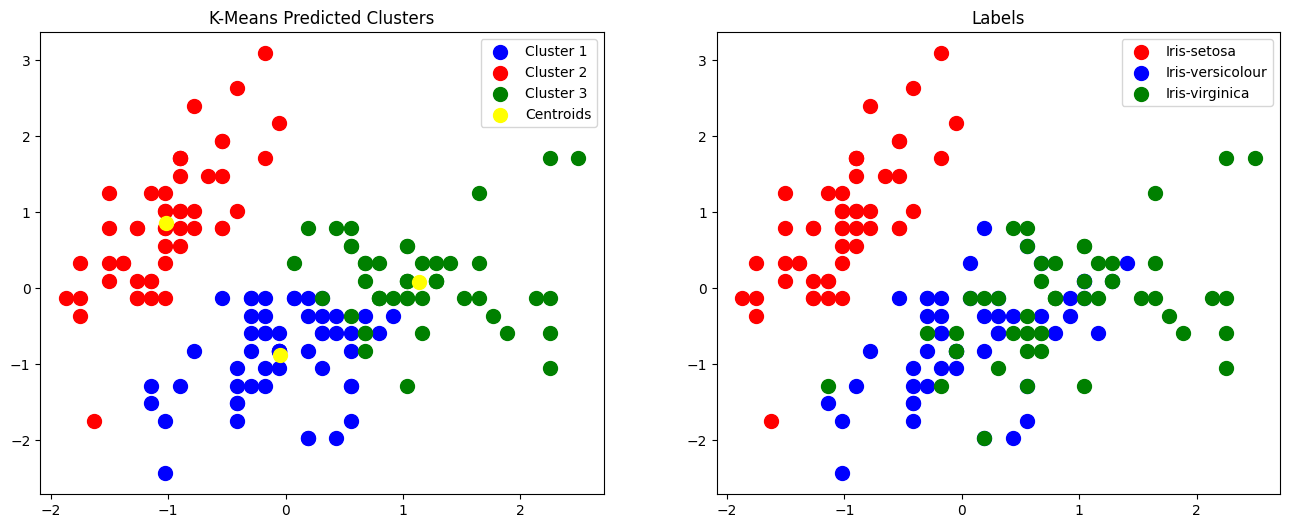 K-Means Predicted Clusters
Cluster 1
Cluster 2
Cluster 3
Centroids
3
2
1
0
−1
−2
−2
−1
0
1
2
Labels
Iris-setosa
Iris-versicolour
Iris-virginica
3
2
1
0
−1
−2
−2
−1
0
1
2